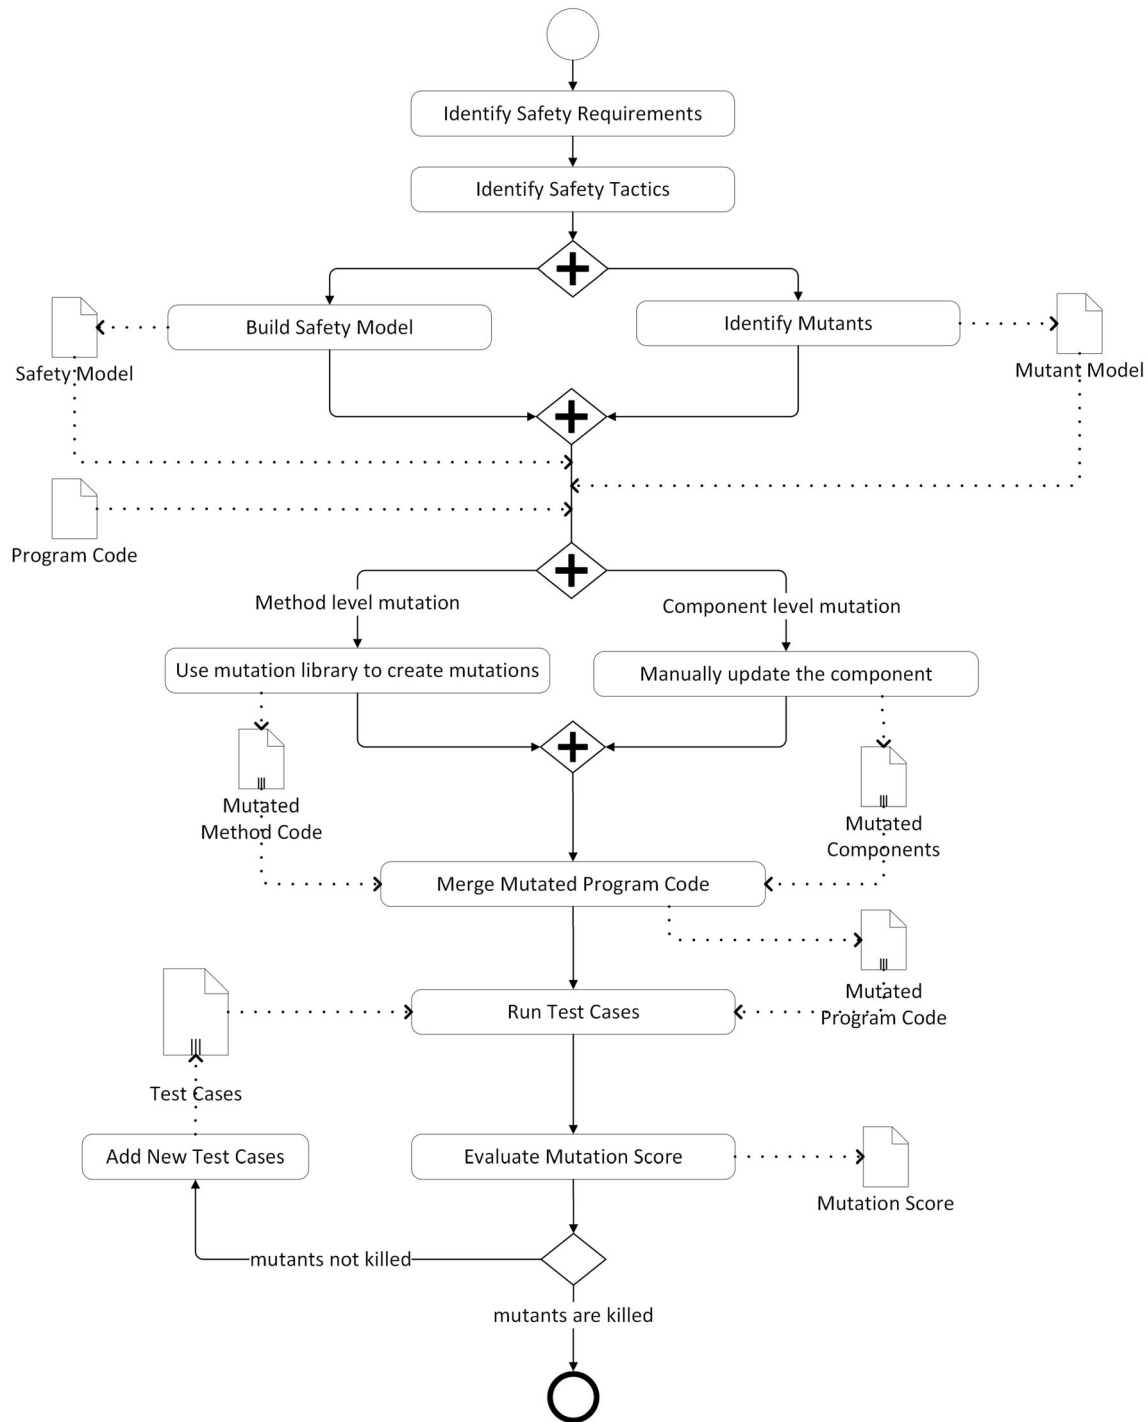 Identify Safety Requirements
Identify Safety Tactics
Build Safety Model
Identify Mutants
Safety Model
Mutant Model
Program Code
Method level mutation
Component level mutation
Use mutation library to create mutations
Manually update the component
Mutated
Method Code
Mutated
Components
Merge Mutated Program Code
Mutated
Program Code
Run Test Cases
Test Cases
Add New Test Cases
Evaluate Mutation Score
Mutation Score
mutants not killed
mutants are killed